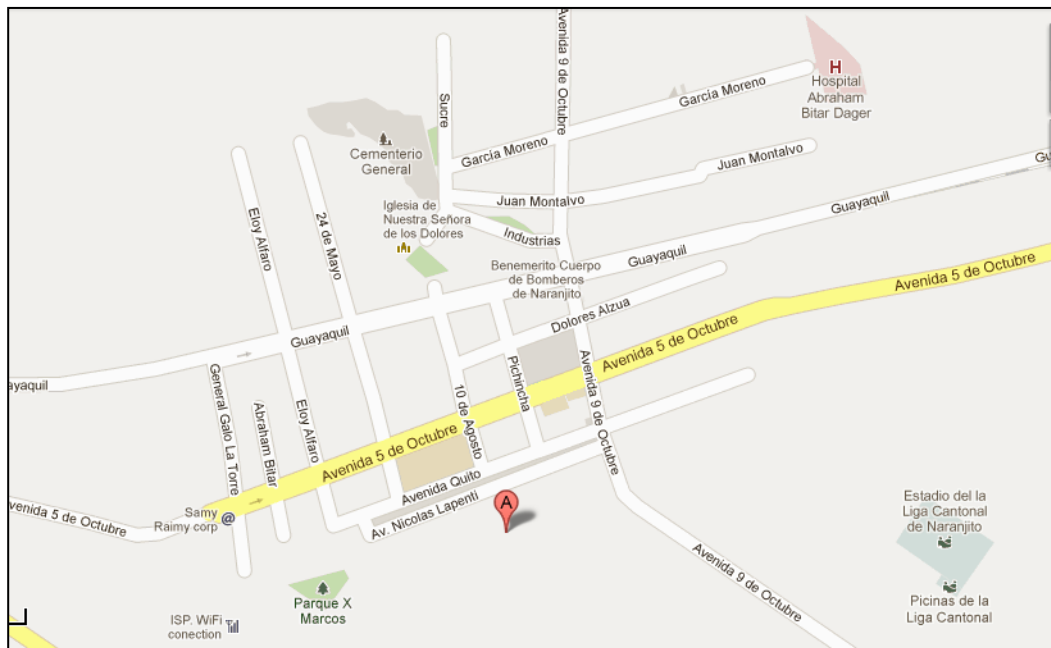 Avenida 9 de Octubre
Sucre
García Moreno
H
Hospital
Abraham
Bitar Dager
Cementerio
General
García Moreno
Juan Montalvo
Juan Montalvo
Iglesia de
Nuestra Señora
de los Dolores
Eloy Alfaro
24 de Mayo
Industrias
Guayaquil
Gu
Guayaquil
Benemerito Cuerpo
de Bomberos
de Naranjito
Avenida 5 de Octubre
Dolores Alzua
Guayaquil
Avenida 5 de Octubre
ayaquil
General Galo La Torre
Abraham Bitar
Eloy Alfaro
10 de Agosto
Pichincha
Avenida 9 de Octubre
Avenida 5 de Octubre
Avenida Quito
Av. Nicolas Lapenti
A
Samy
Raimy corp
@
venida 5 de Octubre
Estadio del la
Liga Cantonal
de Naranjito
Avenida 9 de Octubre
Parque X
Marcos
Picinas de la
Liga Cantonal
ISP. WiFi
conection